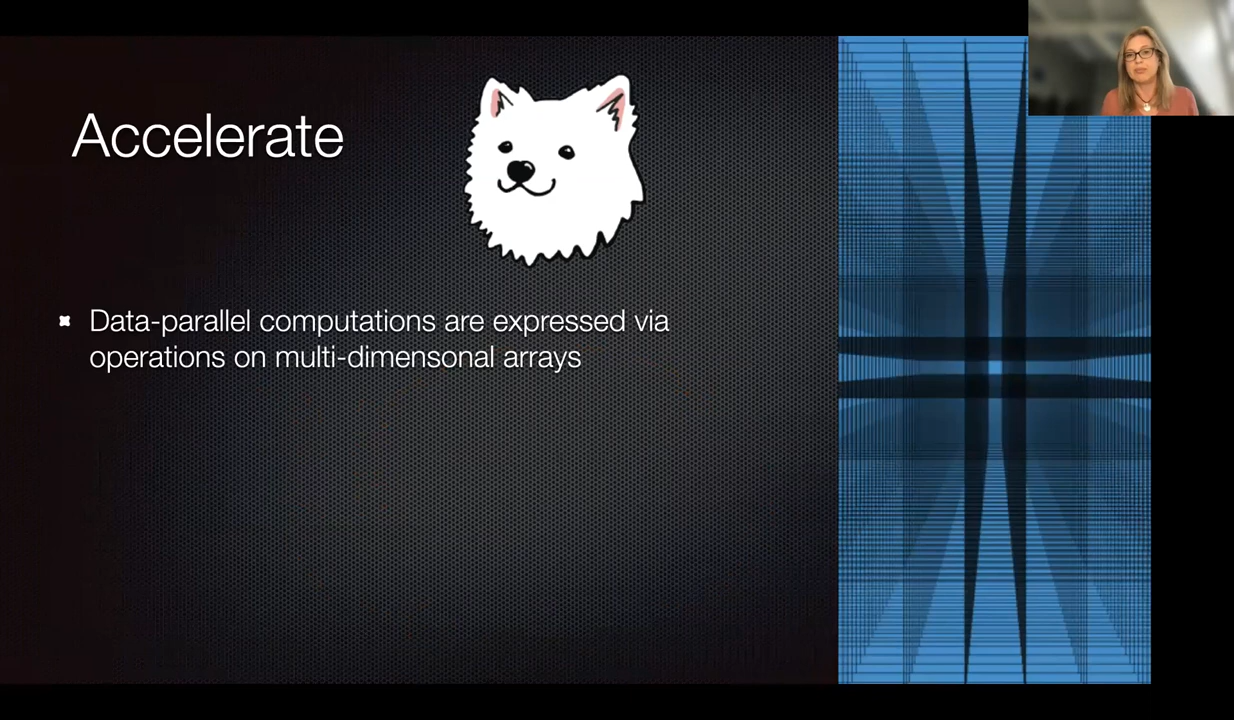 Accelerate
Data-parallel computations are expressed via
operations on multi-dimensonal arrays